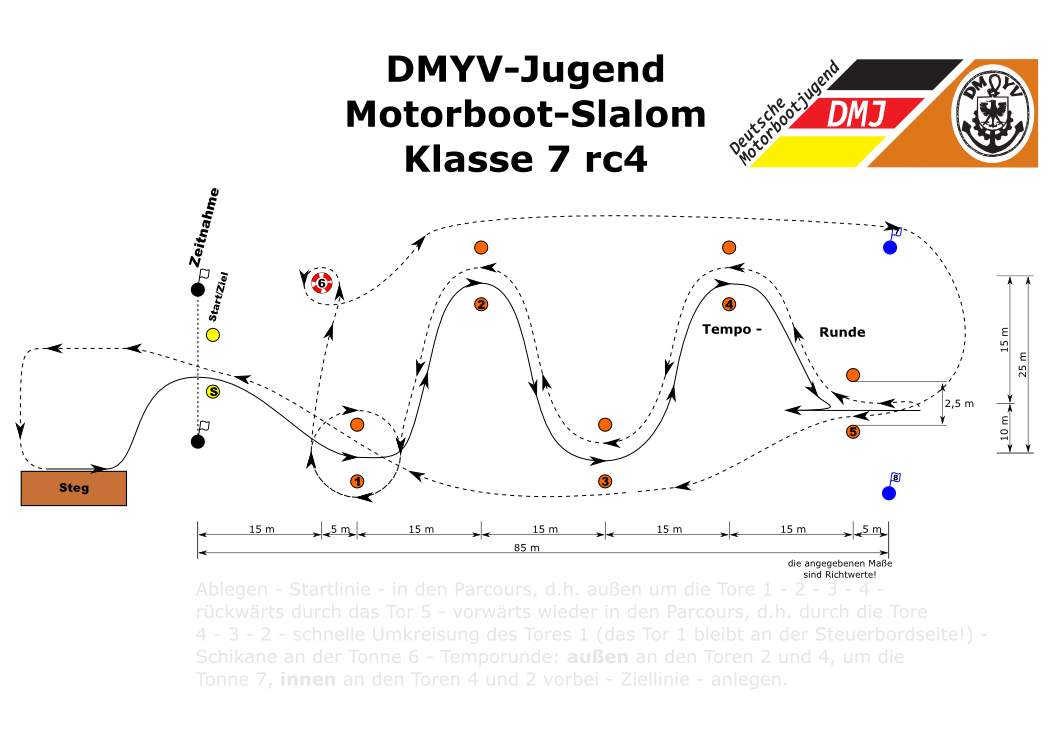 DMYV-Jugend
Motorboot-Slalom
Klasse 7 rc4
Deutsche
Motorbootjugend
DMJ
DM YV
Zeitnahme
Start/Ziel
S
6
2
4
7
Tempo -
Runde
15 m
25 m
2,5 m
10 m
5
1
3
8
Steg
15 m
5 m
15 m
15 m
15 m
15 m
5 m
85 m
die angegebenen Maße
sind Richtwerte!
Ablegen - Startlinie - in den Parcours, d.h. außen um die Tore 1 - 2 - 3 - 4 -
rückwärts durch das Tor 5 - vorwärts wieder in den Parcours, d.h. durch die Tore
4 - 3 - 2 - schnelle Umkreisung des Tores 1 (das Tor 1 bleibt an der Steuerbordseite!) -
Schikane an der Tonne 6 - Temporunde: außen an den Toren 2 und 4, um die
Tonne 7, innen an den Toren 4 und 2 vorbei - Ziellinie - anlegen.